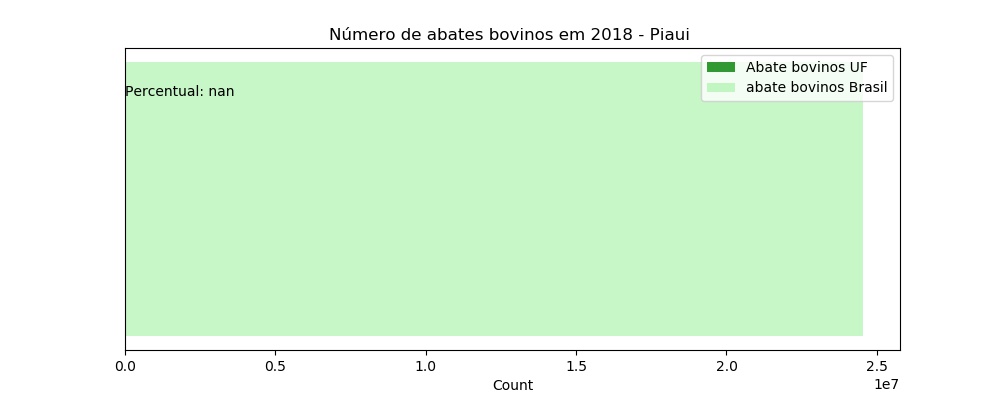 Número de abates bovinos em 2018 - Piaui
Abate bovinos UF
abate bovinos Brasil
Percentual: nan
0.0 0.5 1.0 1.5 2.0 2.5
1e7
Count